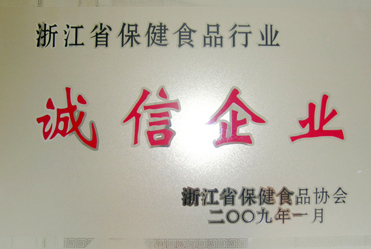 浙江省保健食品行业
诚信企业
浙江省保健食品协会
二〇〇九年一月